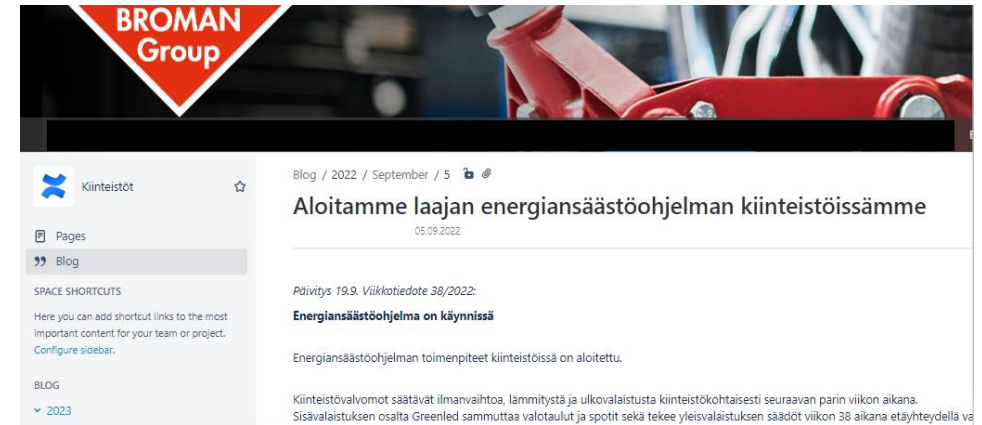 BROMAN
Group
Kiinteistöt
Pages
Blog
SPACE SHORTCUTS
Here you can add shortcut links to the most
important content for your team or project.
Configure sidebar.
BLOG
2023
Blog / 2022 / September / 5
Aloitamme laajan energiansäästöohjelman kiinteistöissämme
05.09.2022
Päivitys 19.9. Viikkotiedote 38/2022:
Energiansäästöohjelma on käynnissä
Energiansäästöohjelman toimenpiteet kiinteistöissä on aloitettu.
Kiinteistövalvomot säätävät ilmanvaihtoa, lämmitystä ja ulkovalaistusta kiinteistökohtaisesti seuraavan parin viikon aikana.
Sisävalaistuksen osalta Greenled sammuttaa valotaulut ja spotit sekä tekee yleisvalaistuksen säädöt viikon 38 aikana etäyhteydellä va